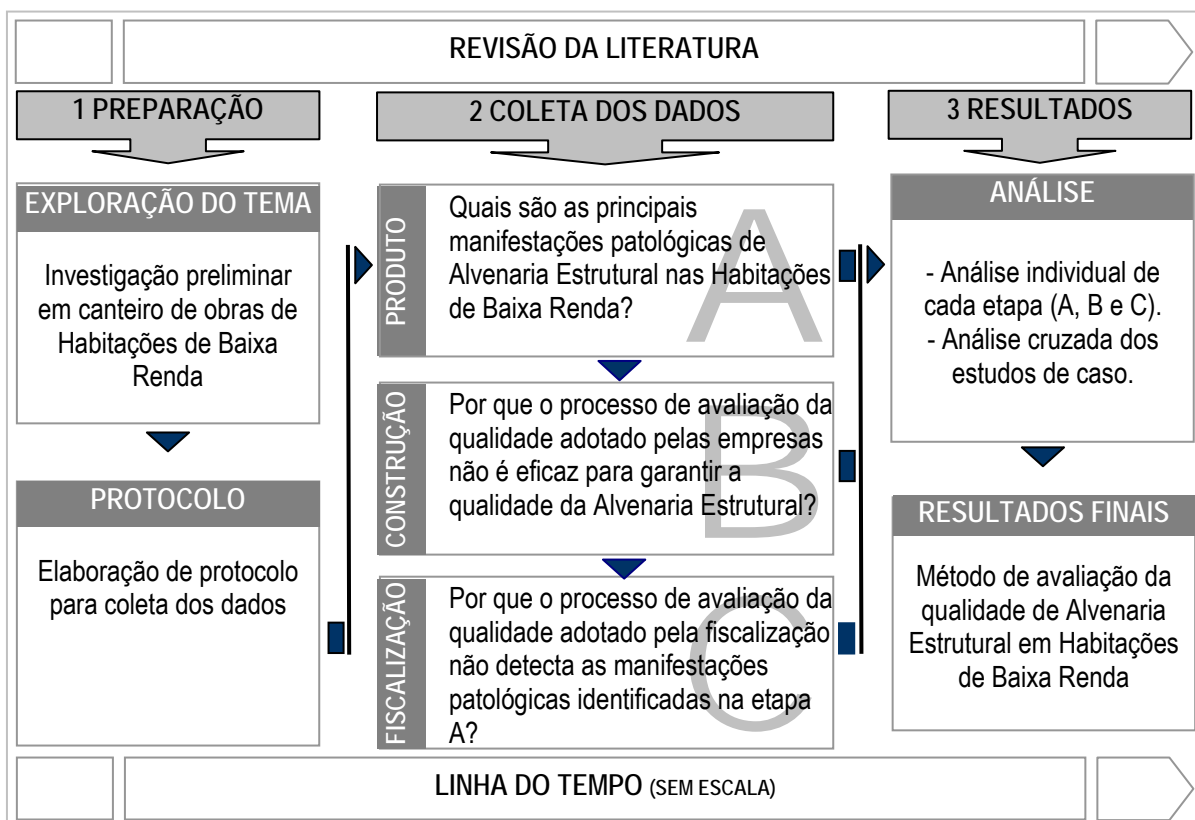 REVISÃO DA LITERATURA
1 PREPARAÇÃO
EXPLORAÇÃO DO TEMA
Investigação preliminar
em canteiro de obras de
Habitações de Baixa
Renda
PROTOCOLO
Elaboração de protocolo
para coleta dos dados
2 COLETA DOS DADOS
PRODUTO
Quais são as principais
manifestações patológicas de
Alvenaria Estrutural nas Habitações
de Baixa Renda?
A
CONSTRUÇÃO
Por que o processo de avaliação da
qualidade adotado pelas empresas
não é eficaz para garantir a
qualidade da Alvenaria Estrutural?
B
FISCALIZAÇÃO
Por que o processo de avaliação da
qualidade adotado pela fiscalização
não detecta as manifestações
patológicas identificadas na etapa
A?
C
3 RESULTADOS
ANÁLISE
- Análise individual de
cada etapa (A, B e C).
- Análise cruzada dos
estudos de caso.
RESULTADOS FINAIS
Método de avaliação da
qualidade de Alvenaria
Estrutural em Habitações
de Baixa Renda
LINHA DO TEMPO (SEM ESCALA)